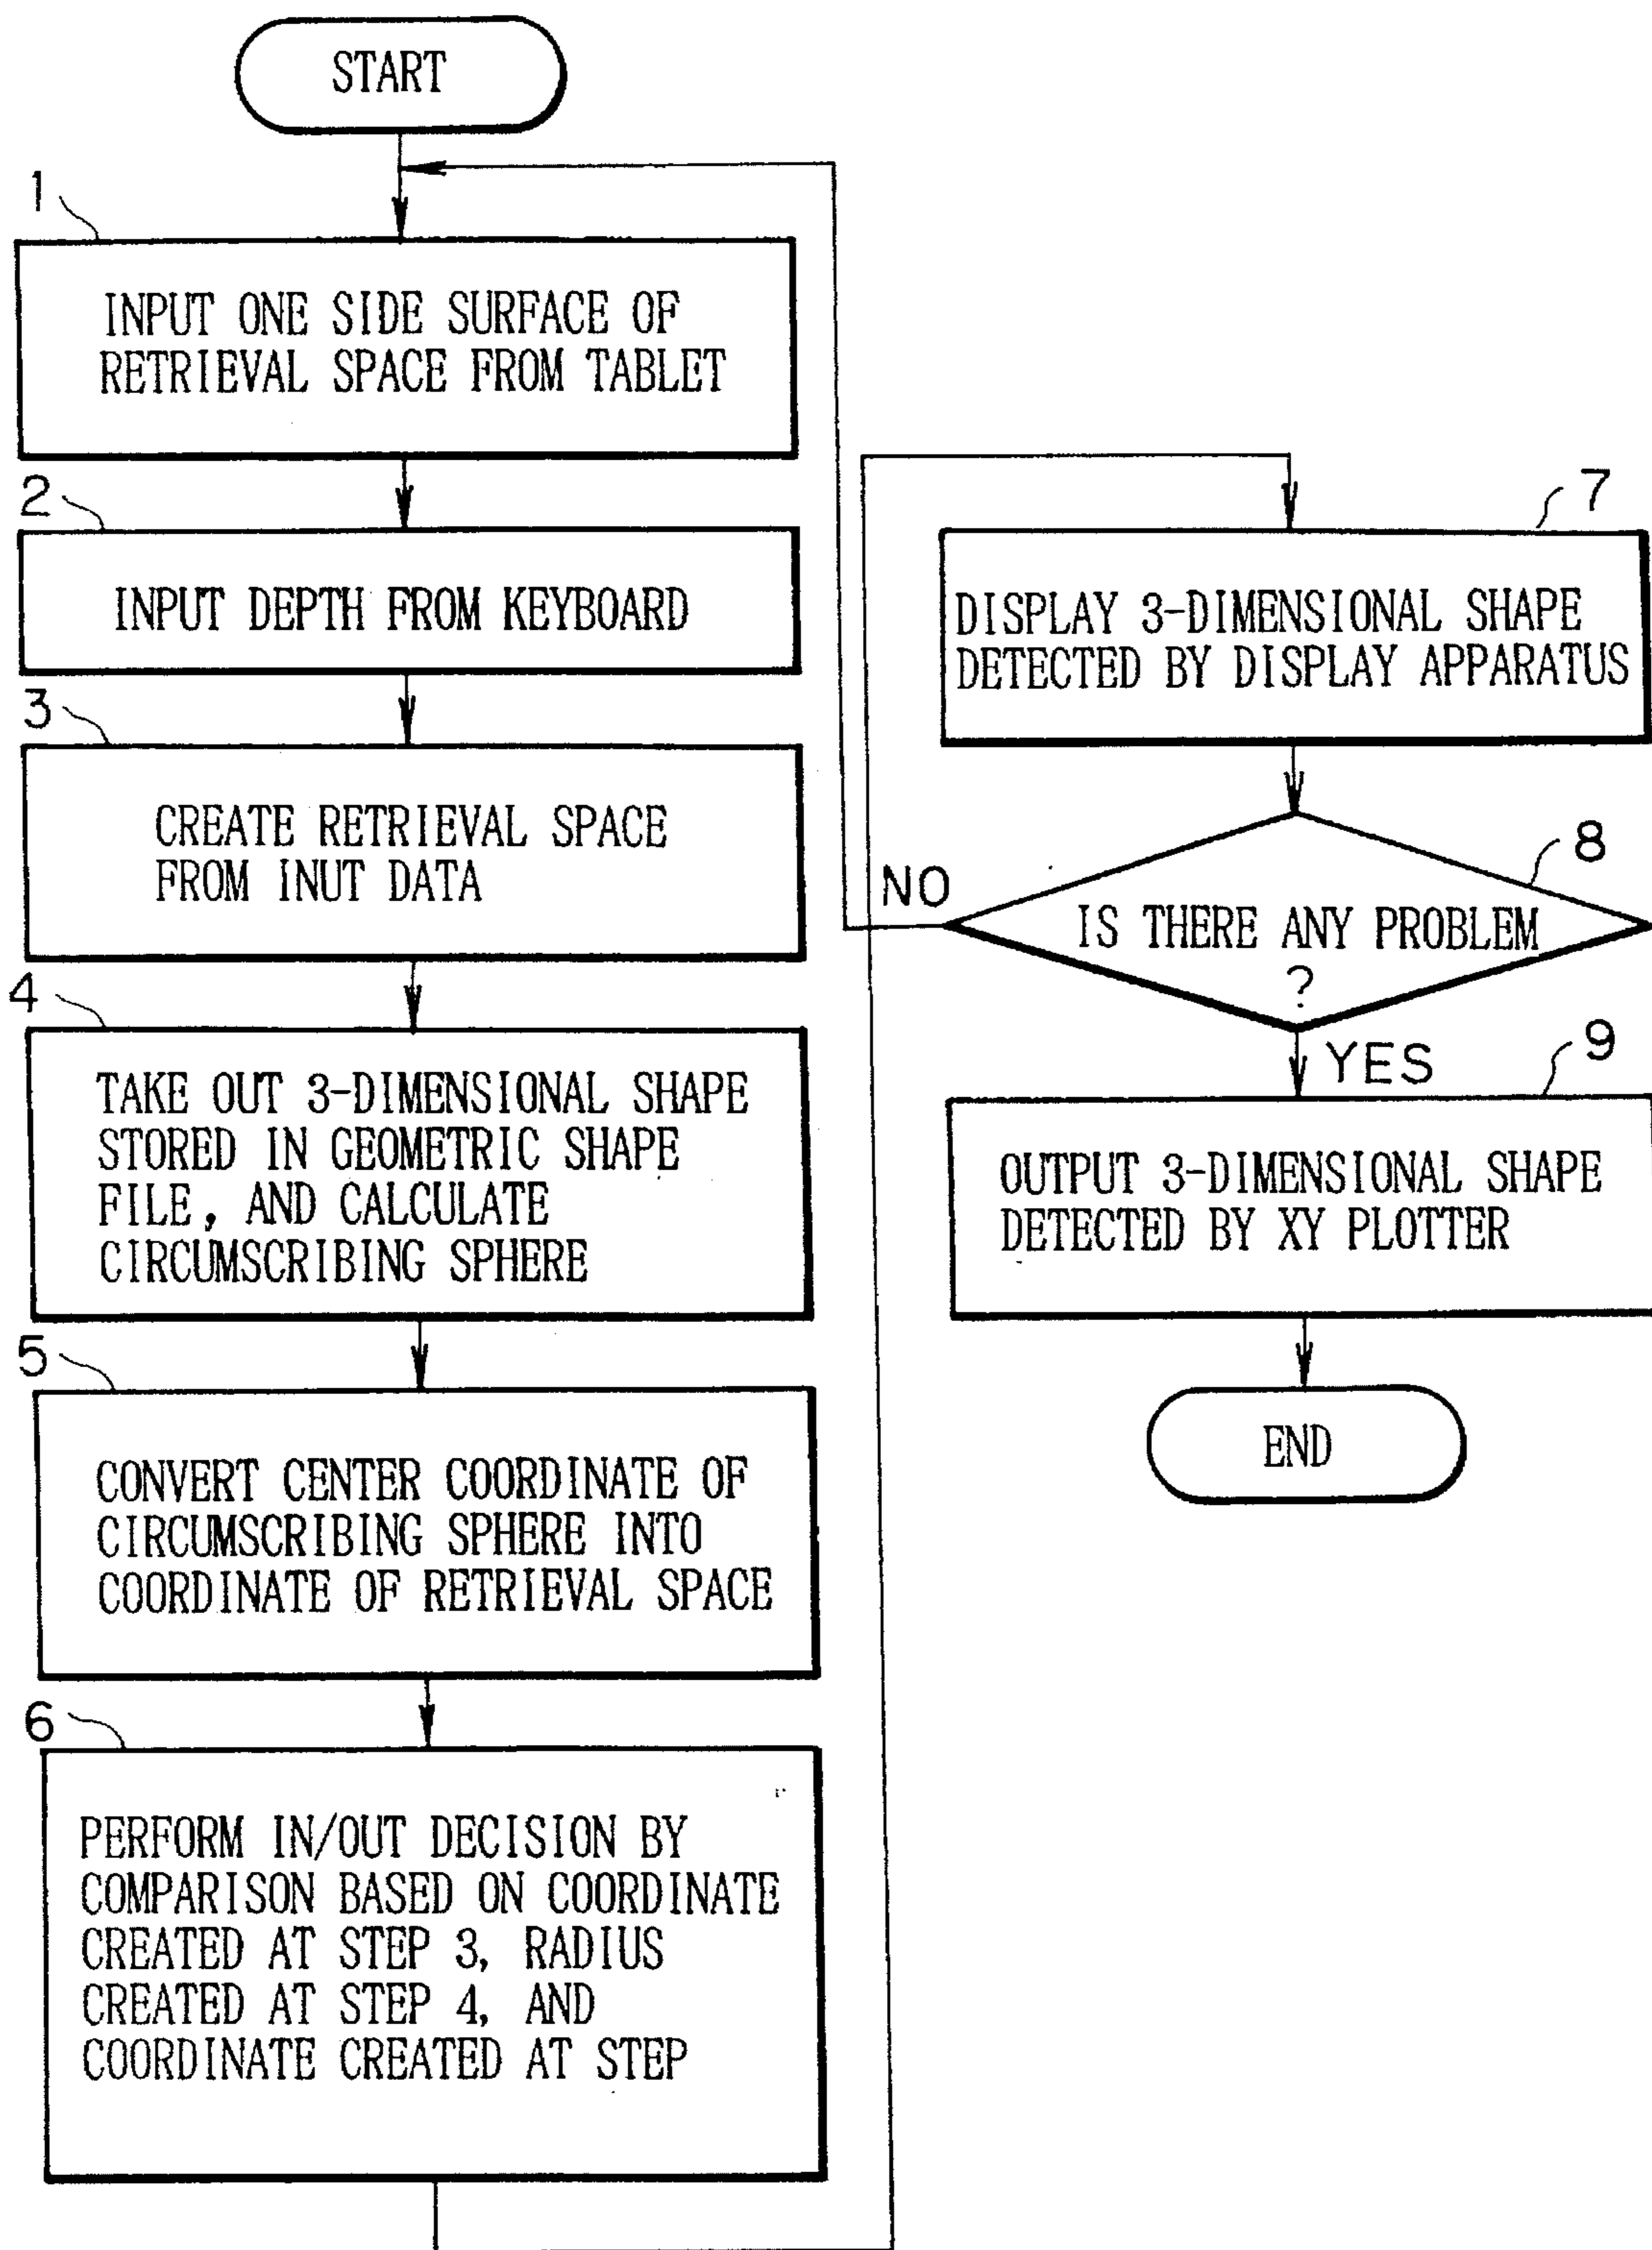 START
1
INPUT ONE SIDE SURFACE OF
RETRIEVAL SPACE FROM TABLET
2
INPUT DEPTH FROM KEYBOARD
3
CREATE RETRIEVAL SPACE
FROM INUT DATA
4
TAKE OUT 3-DIMENSIONAL SHAPE
STORED IN GEOMETRIC SHAPE
FILE, AND CALCULATE
CIRCUMSCRIBING SPHERE
5
CONVERT CENTER COORDINATE OF
CIRCUMSCRIBING SPHERE INTO
COORDINATE OF RETRIEVAL SPACE
6
PERFORM IN/OUT DECISION BY
COMPARISON BASED ON COORDINATE
CREATED AT STEP 3, RADIUS
CREATED AT STEP 4, AND
COORDINATE CREATED AT STEP
7
DISPLAY 3-DIMENSIONAL SHAPE
DETECTED BY DISPLAY APPARATUS
8
NO
IS THERE ANY PROBLEM
?
YES
9
OUTPUT 3-DIMENSIONAL SHAPE
DETECTED BY XY PLOTTER
END